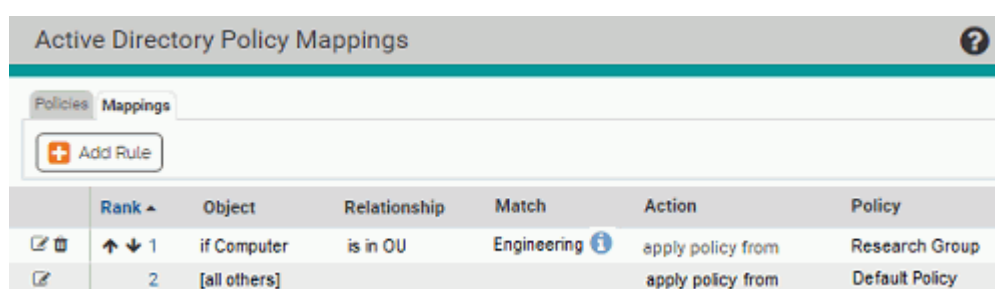 Active Directory Policy Mappings ?
Policies Mappings
Add Rule
Rank Object Relationship Match Action Policy
1 if Computer is in OU Engineering i apply policy from Research Group
2 [all others] apply policy from Default Policy